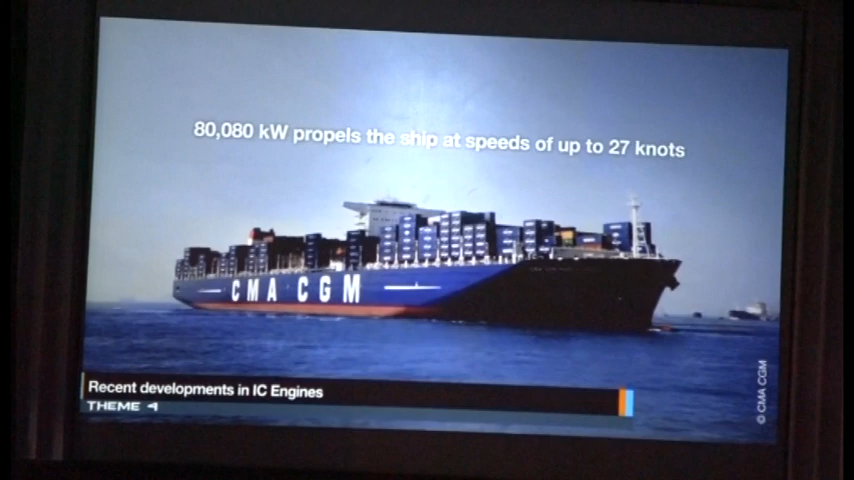 80,080 kW propels the ship at speeds of up to 27 knots
CMA CGM
Recent developments in IC Engines
THEME 4
© CMA CGM